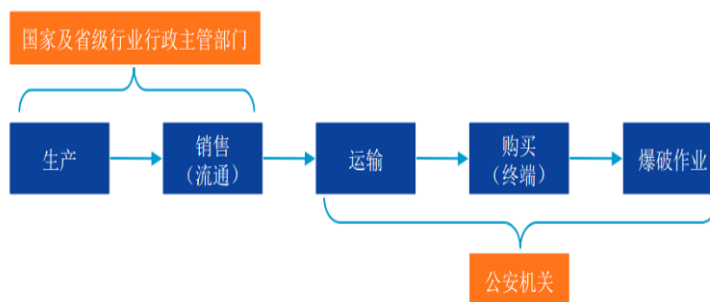 国家及省级行业行政主管部门
生产
销售
（流通）
运输
购买
（终端）
爆破作业
公安机关